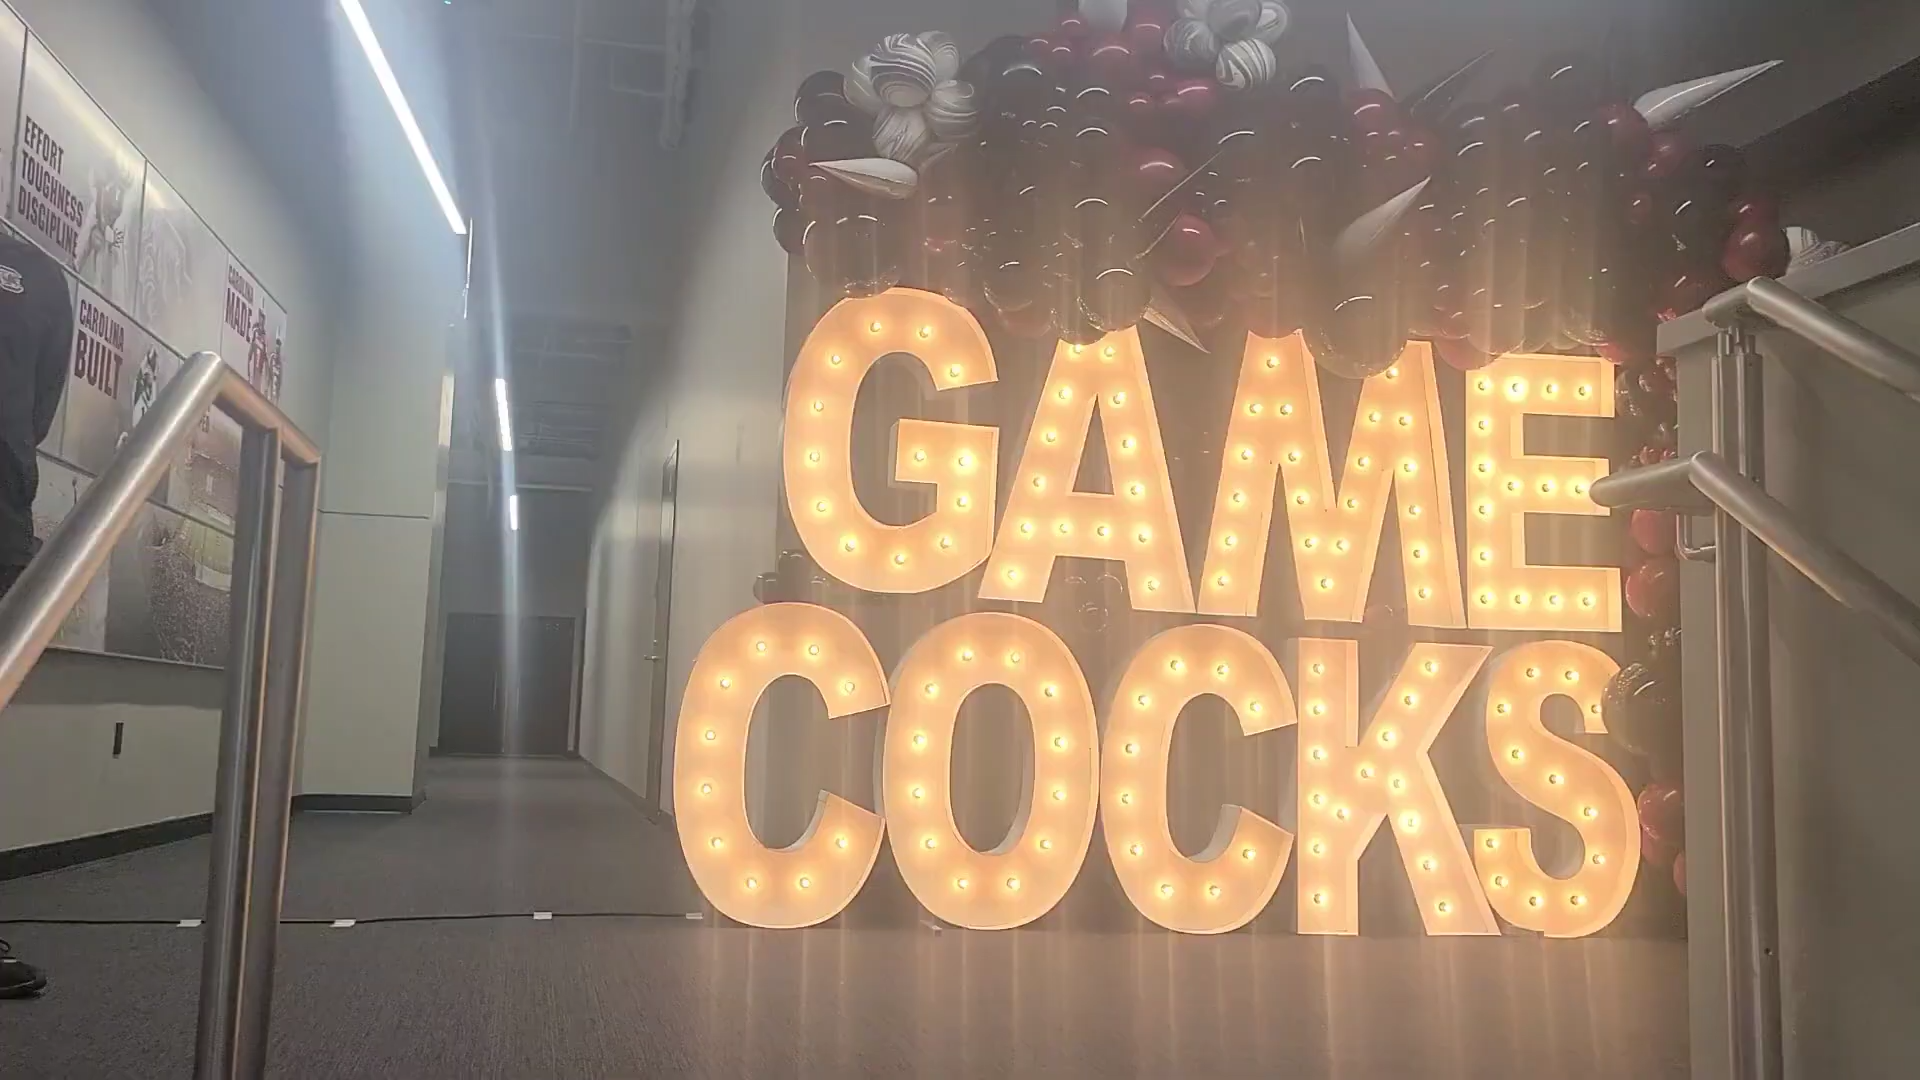 EFFORT
TOUGHNESS
DISCIPLINE
CAROLINA
BUILT
CAROLINA
MADE
GAME
COCKS